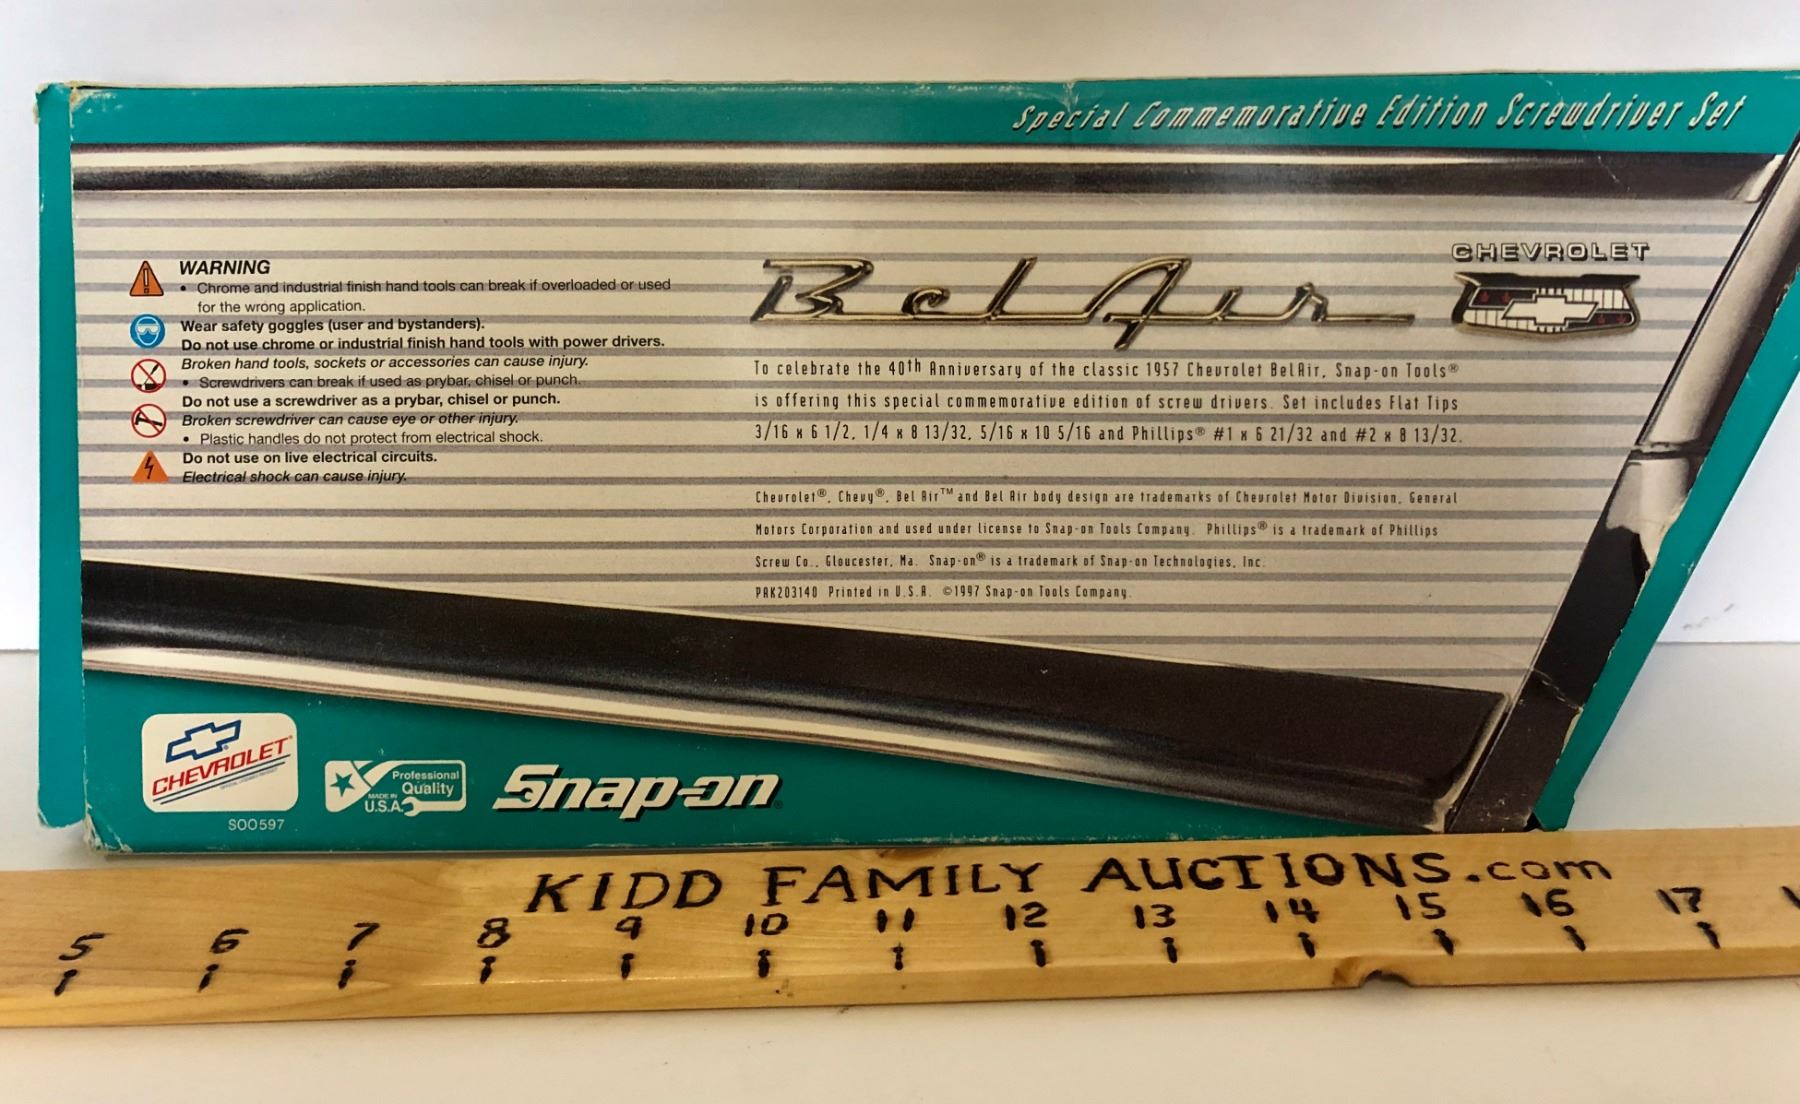 Special Commemorative Edition Screwdriver Set
WARNING
• Chrome and industrial finish hand tools can break if overloaded or used
for the wrong application.
Wear safety goggles (user and bystanders).
Do not use chrome or industrial finish hand tools with power drivers.
Broken hand tools, sockets or accessories can cause injury.
• Screwdrivers can break if used as prybar, chisel or punch.
Do not use a screwdriver as a prybar, chisel or punch.
Broken screwdriver can cause eye or other injury.
• Plastic handles do not protect from electrical shock.
Do not use on live electrical circuits.
Electrical shock can cause injury.
Bel Air
CHEVROLET
To celebrate the 40th Anniversary of the classic 1957 Chevrolet BelAir, Snap-on Tools®
is offering this special commemorative edition of screw drivers. Set includes Flat Tips
3/16 x 6 1/2, 1/4 x 8 13/32, 5/16 x 10 5/16 and Phillips® #1 x 6 21/32 and #2 x 8 13/32.
Chevrolet®, Chevy®, Bel Air™ and Bel Air body design are trademarks of Chevrolet Motor Division, General
Motors Corporation and used under license to Snap-on Tools Company. Phillips® is a trademark of Phillips
Screw Co., Gloucester, Ma. Snap-on® is a trademark of Snap-on Technologies, Inc.
PAK203140 Printed in U.S.A. ©1997 Snap-on Tools Company.
CHEVROLET
SOO597
Professional
Quality
MADE IN
U.S.A.
Snap-on
KIDD FAMILY AUCTIONS.com
5 6 7 8 9 10 11 12 13 14 15 16 17